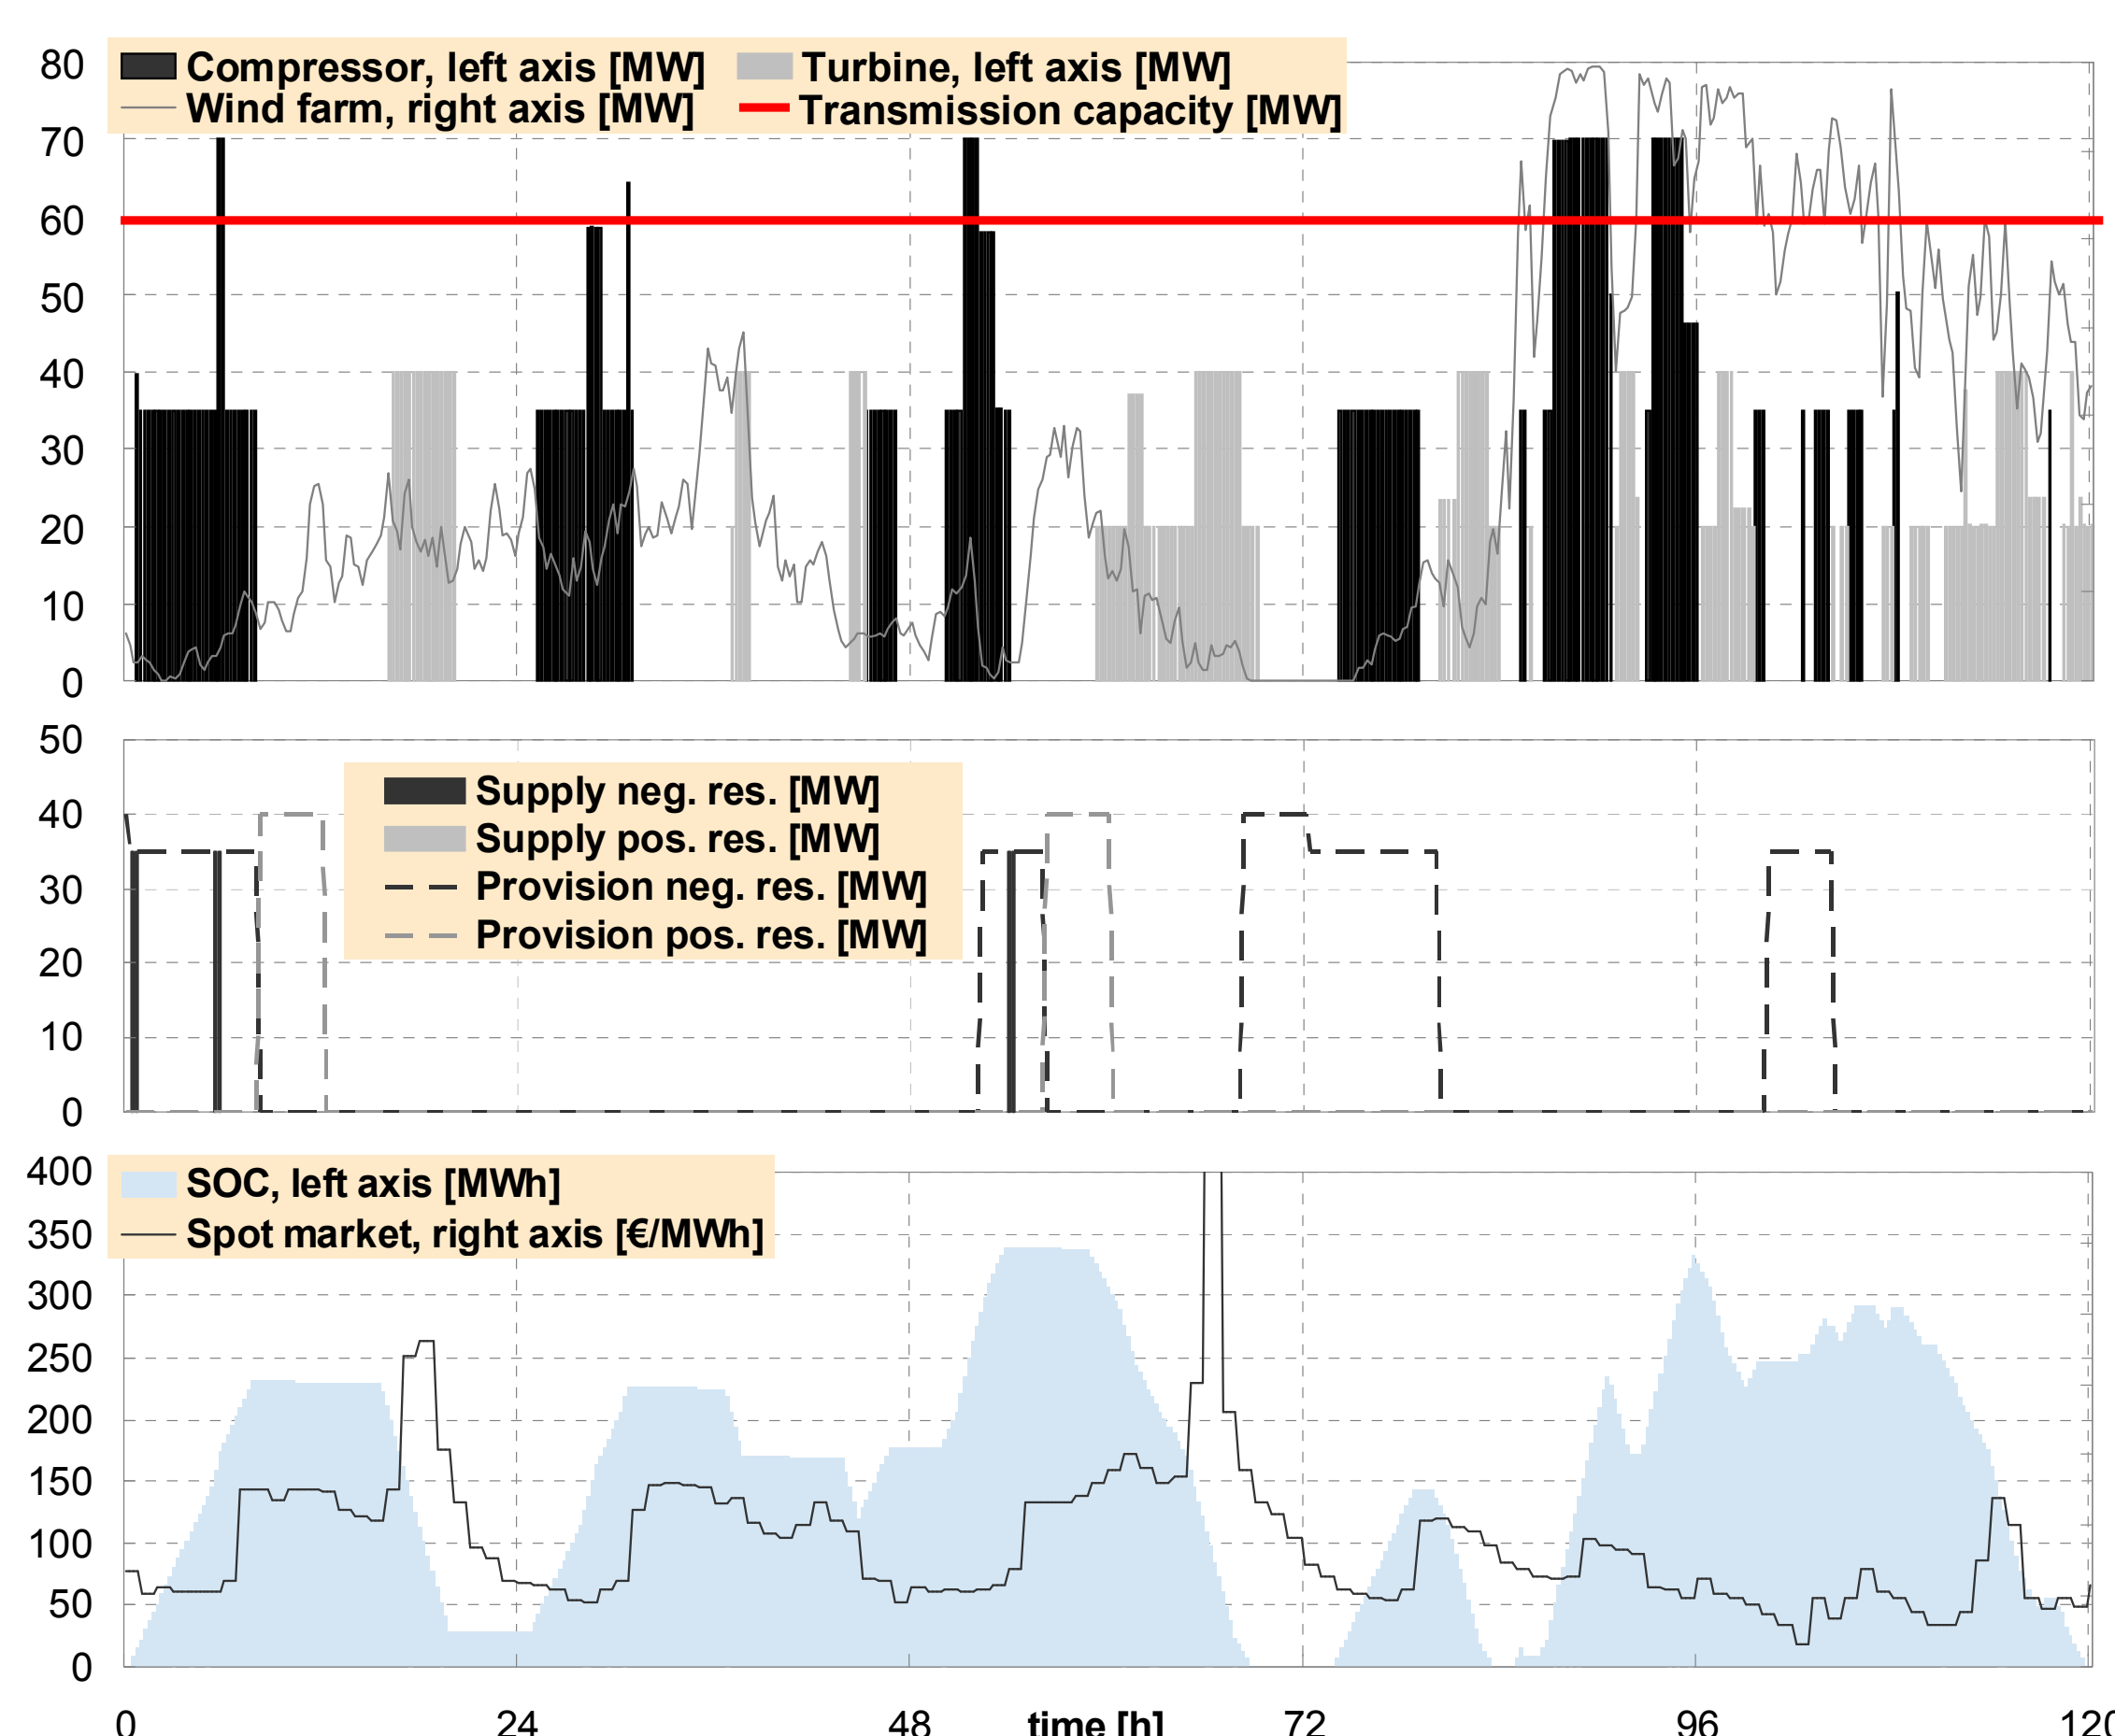 80
Compressor, left axis [MW] Turbine, left axis [MW]
Wind farm, right axis [MW] Transmission capacity [MW]
70
60
50
40
30
20
10
0
50
Supply neg. res. [MW]
40
Supply pos. res. [MW]
30
Provision neg. res. [MW]
Provision pos. res. [MW]
20
10
0
400
SOC, left axis [MWh]
350
Spot market, right axis [€/MWh]
300
250
200
150
100
50
0
0 24 48 time [h] 72 96 120